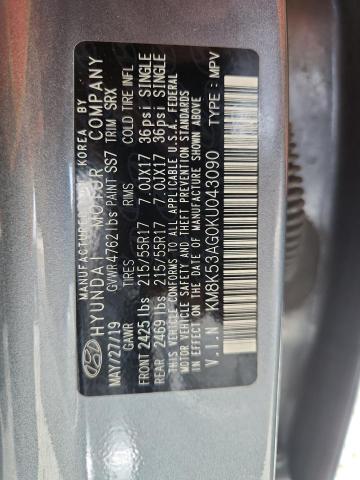 MANUFACTURED BY IN KOREA BY
HYUNDAI MOTOR COMPANY
MAY/27/19 GVWR 4762 lbs PAINT SS7 TRIM SRX
GAWR TIRES RIMS COLD TIRE INFL
FRONT 2425 lbs 215/55R17 7.0JX17 36psi SINGLE
REAR 2469 lbs 215/55R17 7.0JX17 36psi SINGLE
THIS VEHICLE CONFORMS TO ALL APPLICABLE U.S.A. FEDERAL
MOTOR VEHICLE SAFETY AND THEFT PREVENTION STANDARDS IN
EFFECT ON THE DATE OF MANUFACTURE SHOWN ABOVE.
V.I.N : KM8K53AG0KU043090 TYPE : MPV